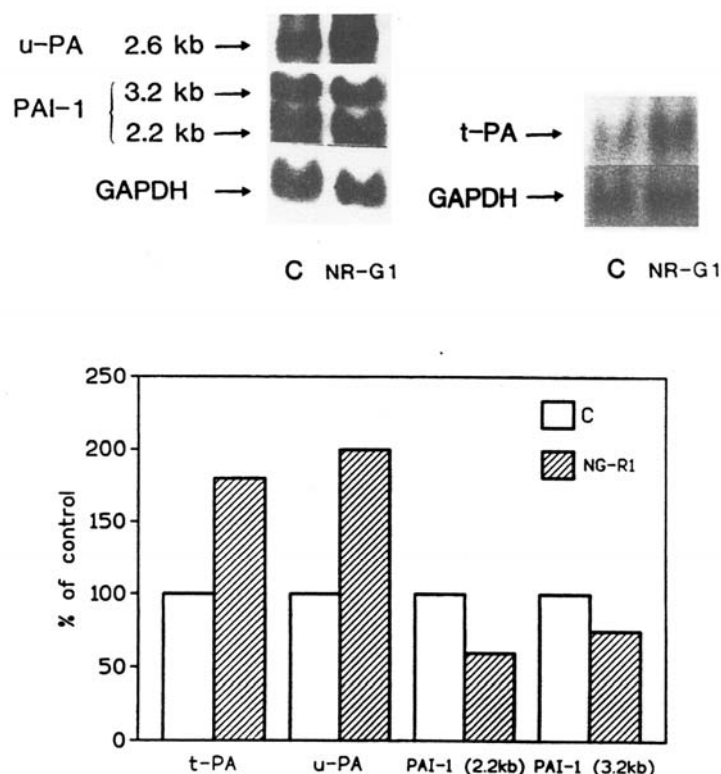 u-PA 2.6 kb →
PAI-1 { 3.2 kb →
2.2 kb →
GAPDH →
C NR-G1
t-PA →
GAPDH →
C NR-G1
250
200
150
100
50
0
% of control
C
NG-R1
t-PA u-PA PAI-1 (2.2kb) PAI-1 (3.2kb)